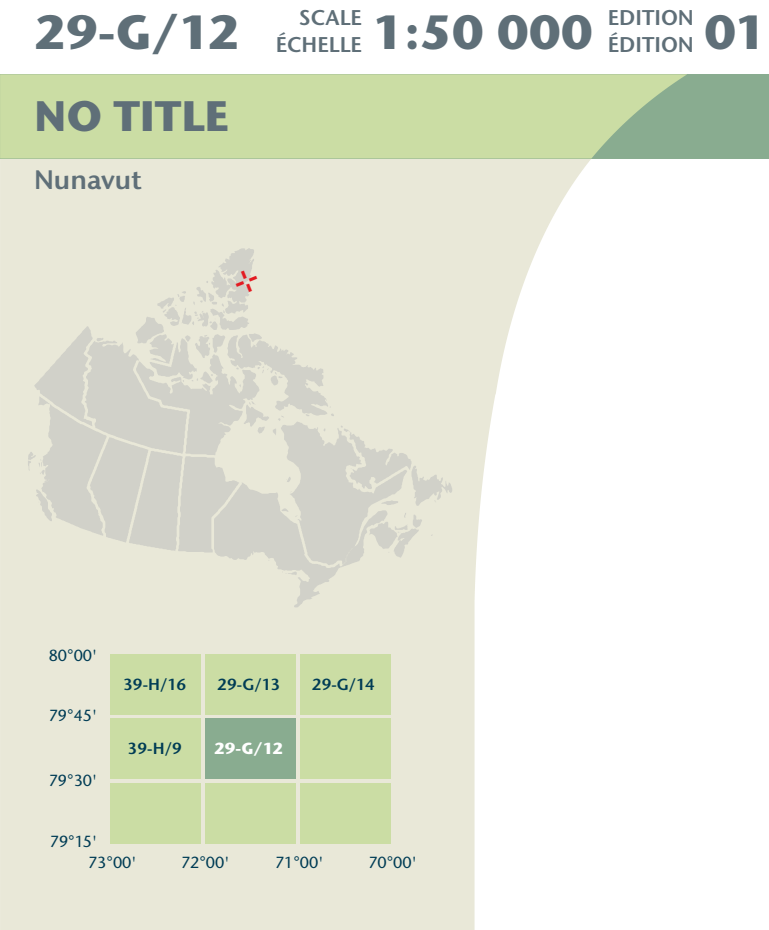 29-G/12 SCALE ÉCHELLE 1:50 000 EDITION ÉDITION 01
NO TITLE
Nunavut
80°00'
39-H/16 29-G/13 29-G/14
79°45'
39-H/9 29-G/12
79°30'
79°15'
73°00' 72°00' 71°00' 70°00'